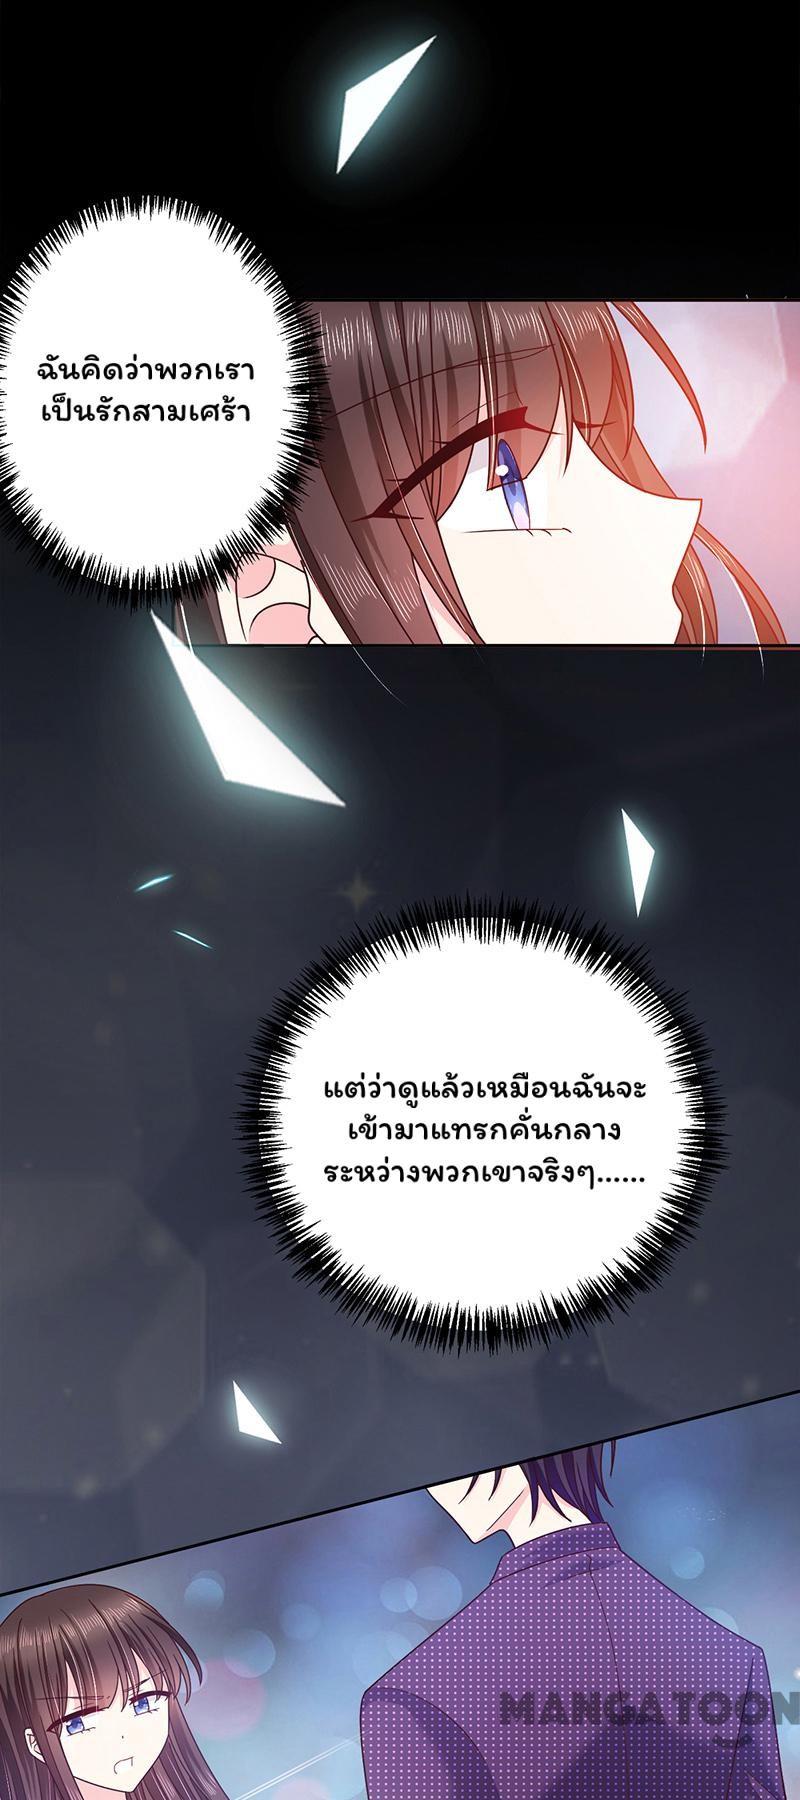 ฉันคิดว่าพวกเรา
เป็นรักสามเศร้า
แต่ว่าดูแล้วเหมือนฉันจะ
เข้ามาแทรกคั่นกลาง
ระหว่างพวกเขาจริงๆ......
MANGATOON